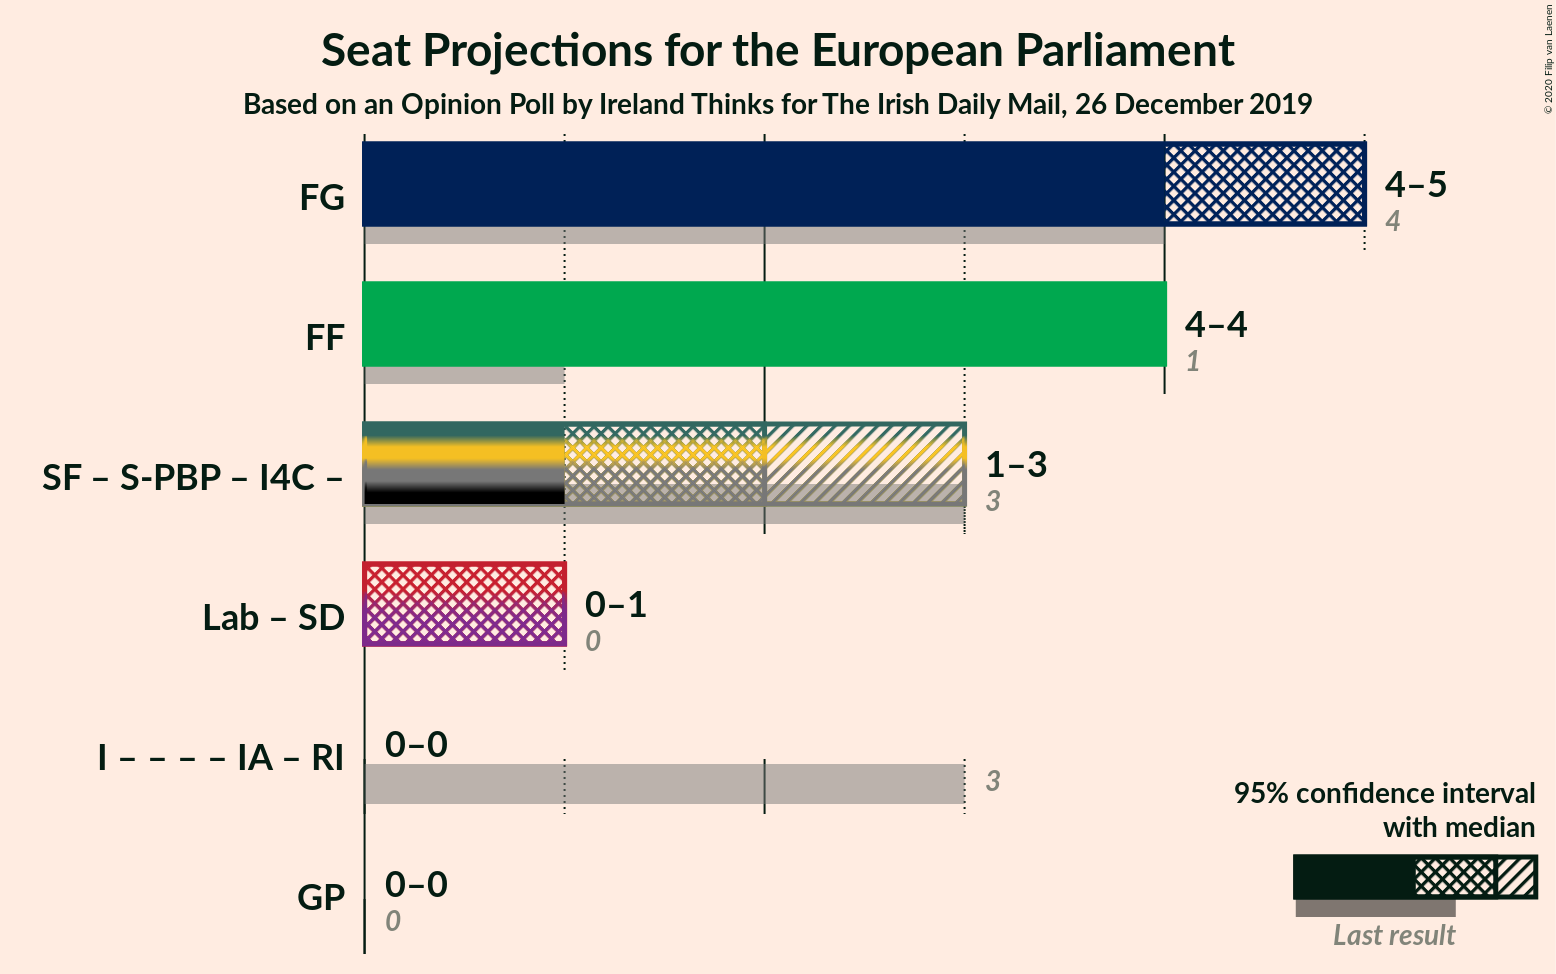 Seat Projections for the European Parliament
Based on an Opinion Poll by Ireland Thinks for The Irish Daily Mail, 26 December 2019
© 2020 Filip van Laenen
FG
4–5
4
FF
4–4
1
SF – S-PBP – I4C –
1–3
3
Lab – SD
0–1
0
I – – – – IA – RI
0–0
3
GP
0–0
0
95% confidence interval
with median
Last result